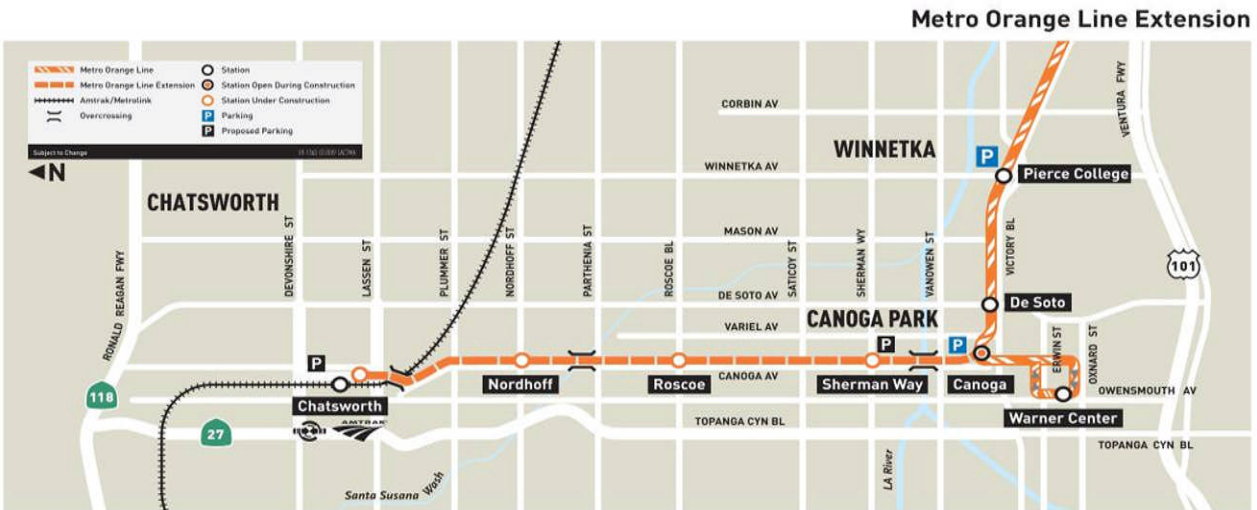 Metro Orange Line Extension
Metro Orange Line
Metro Orange Line Extension
Amtrak/Metrolink
Overcrossing
Station
Station Open During Construction
Station Under Construction
P Parking
P Proposed Parking
Subject to Change
N
CHATSWORTH
WINNETKA
CANOGA PARK
CORBIN AV
WINNETKA AV
MASON AV
DE SOTO AV
VARIEL AV
CANOGA AV
OWENSMOUTH AV
TOPANGA CYN BL
TOPANGA CYN BL
RONALD REAGAN FWY
DEVONSHIRE ST
LASSEN ST
PLUMMER ST
NORDHOFF ST
PARTHENIA ST
ROSCOE BL
SATICOY ST
SHERMAN WY
VANOWEN ST
VICTORY BL
ERWIN ST
OXNARD ST
VENTURA FWY
P
Pierce College
De Soto
101
P
P
P
Chatsworth
Nordhoff
Roscoe
Sherman Way
Canoga
Warner Center
118
27
AMTRAK
Santa Susana Wash
LA River